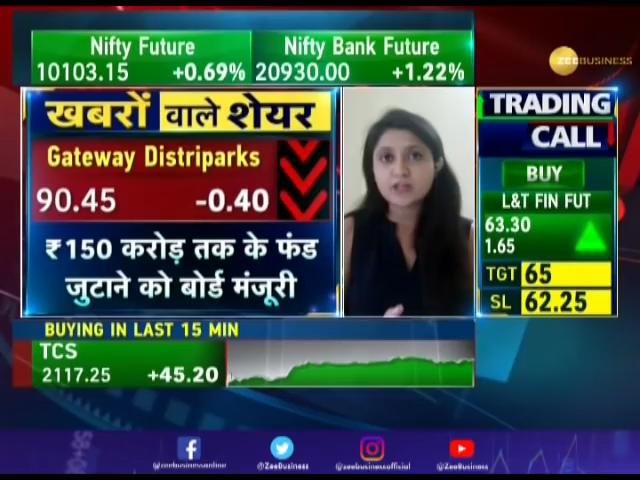 Nifty Future
10103.15 +0.69%
Nifty Bank Future
20930.00 +1.22%
ZEEBUSINESS
खबरों वाले शेयर
Gateway Distriparks
90.45 -0.40
₹150 करोड़ तक के फंड
जुटाने को बोर्ड मंजूरी
TRADING
CALL
BUY
L&T FIN FUT
63.30
1.65
TGT 65
SL 62.25
BUYING IN LAST 15 MIN
TCS
2117.25 +45.20
@zeebusinessonline
@ZeeBusiness
@zeebusinessofficial
@ZeeBusiness